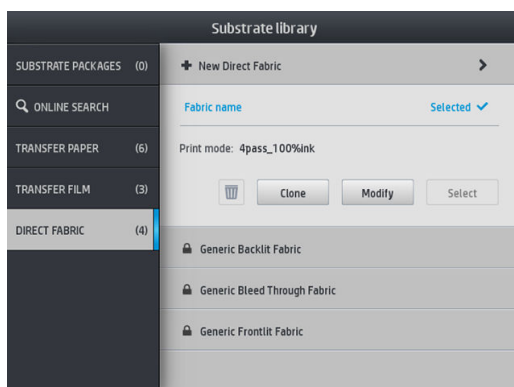 Substrate library
SUBSTRATE PACKAGES (0)
ONLINE SEARCH
TRANSFER PAPER (6)
TRANSFER FILM (3)
DIRECT FABRIC (4)
New Direct Fabric
Fabric name Selected
Print mode: 4pass_100%ink
Clone Modify Select
Generic Backlit Fabric
Generic Bleed Through Fabric
Generic Frontlit Fabric